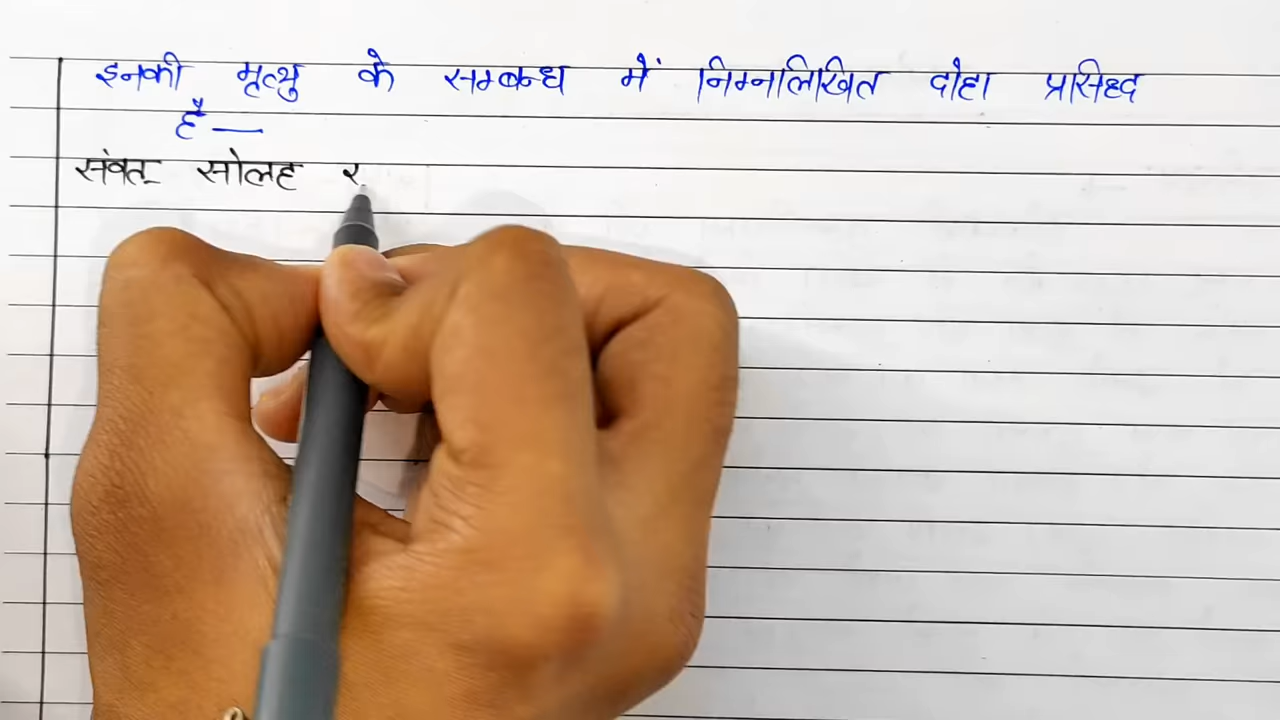 इनकी मृत्यु के सम्बन्ध में निम्नलिखित दोहा प्रसिध्द
है —
संवत् सोलह